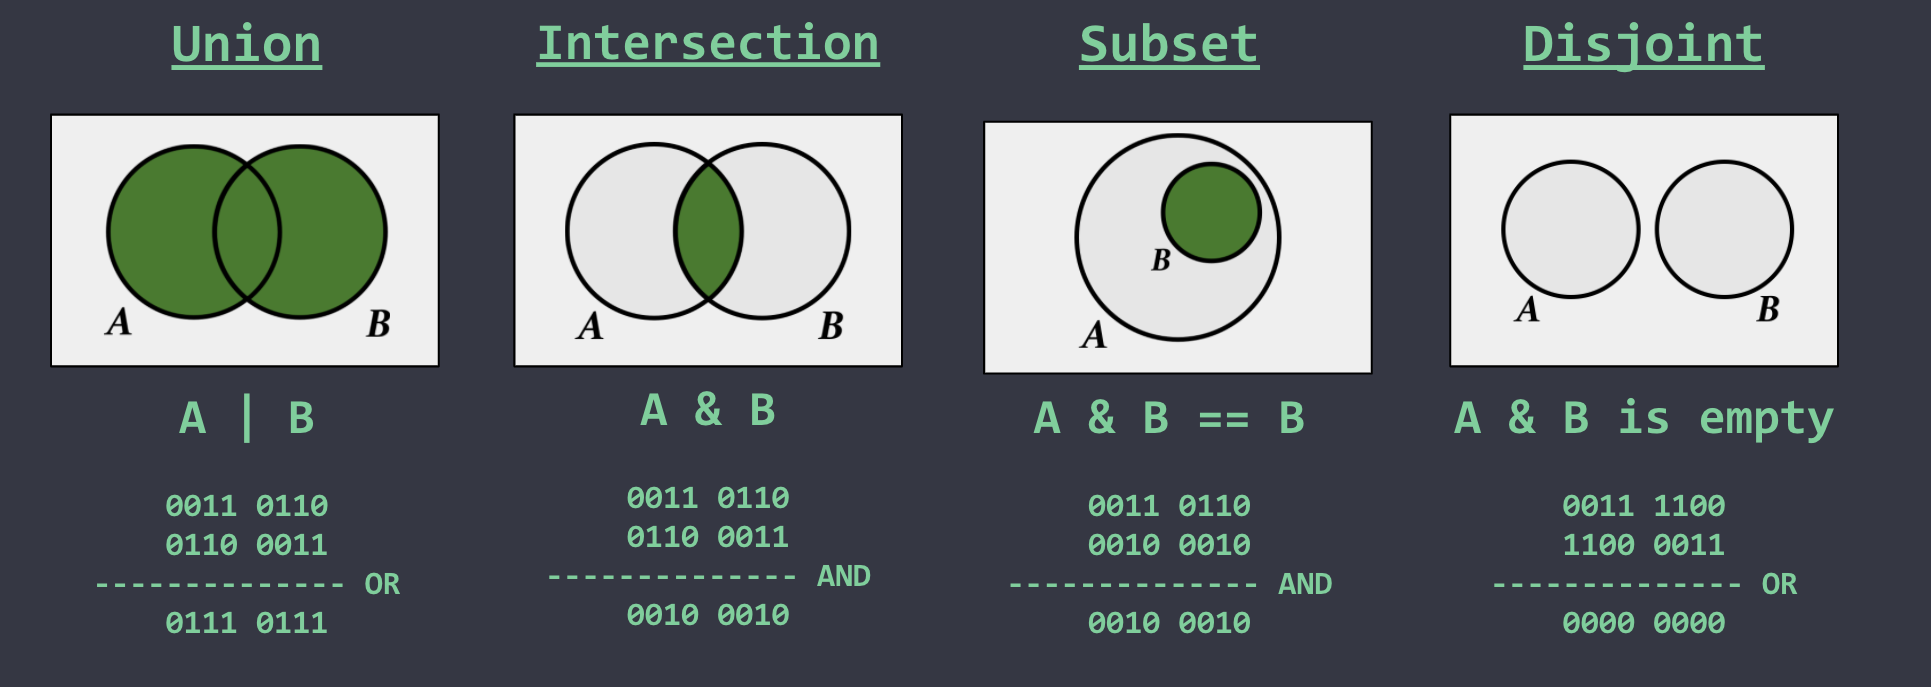 Union
A
B
A | B
0011 0110
0110 0011
-------------- OR
0111 0111
Intersection
A
B
A & B
0011 0110
0110 0011
-------------- AND
0010 0010
Subset
B
A
A & B == B
0011 0110
0010 0010
-------------- AND
0010 0010
Disjoint
A
B
A & B is empty
0011 1100
1100 0011
-------------- OR
0000 0000